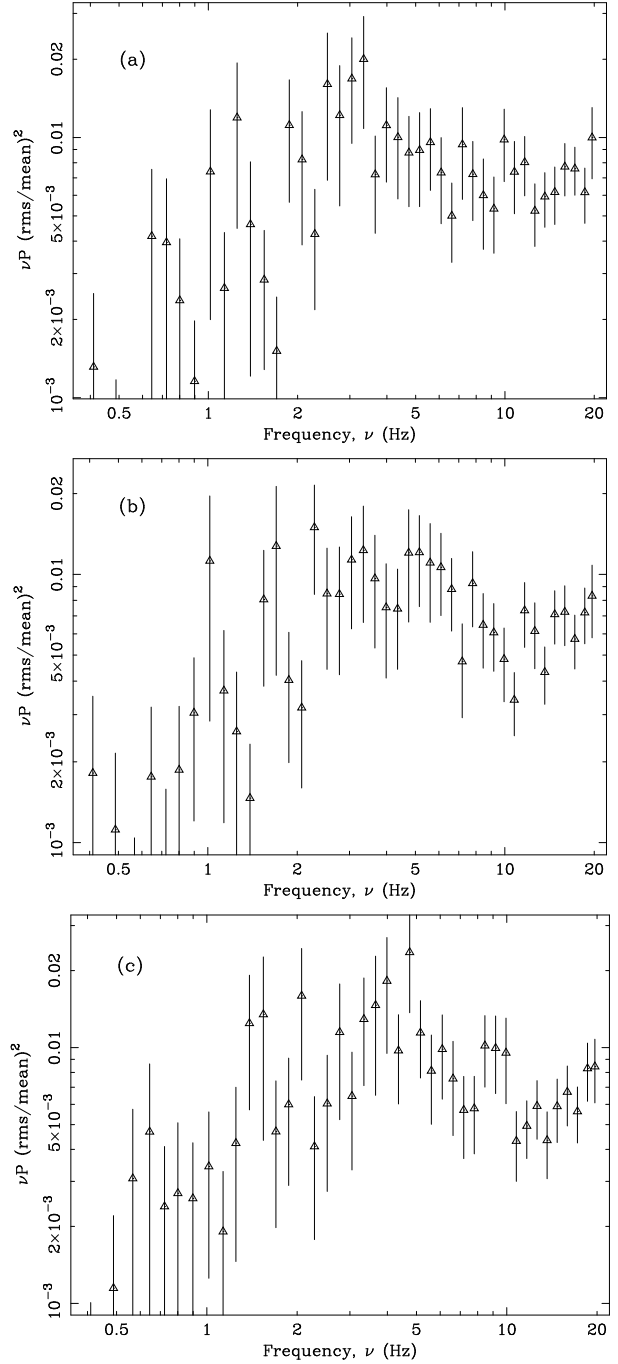 (a)
νP (rms/mean)²
0.02
0.01
5×10⁻³
2×10⁻³
10⁻³
0.5 1 2 5 10 20
Frequency, ν (Hz)
(b)
νP (rms/mean)²
0.02
0.01
5×10⁻³
2×10⁻³
10⁻³
0.5 1 2 5 10 20
Frequency, ν (Hz)
(c)
νP (rms/mean)²
0.02
0.01
5×10⁻³
2×10⁻³
10⁻³
0.5 1 2 5 10 20
Frequency, ν (Hz)